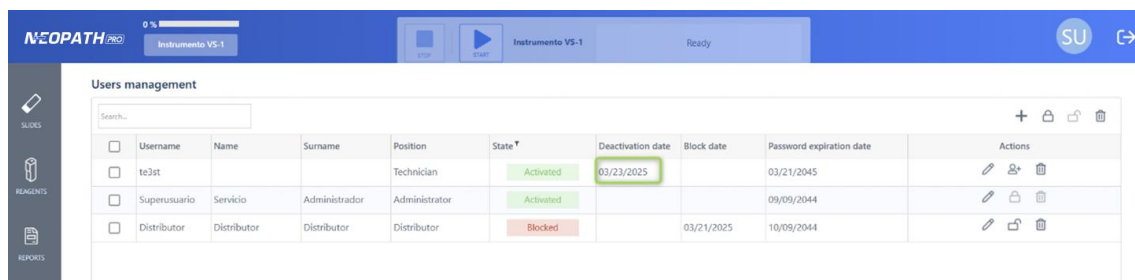 0 %
NEOPATH PRO
Instrumento VS-1
STOP
START
Instrumento VS-1
Ready
SU
Users management
SLIDES
Search...
Username Name Surname Position State Deactivation date Block date Password expiration date Actions
te3st Technician Activated 03/23/2025 03/21/2045
REAGENTS
Superusuario Servicio Administrador Administrator Activated 09/09/2044
Distributor Distributor Distributor Distributor Blocked 03/21/2025 10/09/2044
REPORTS